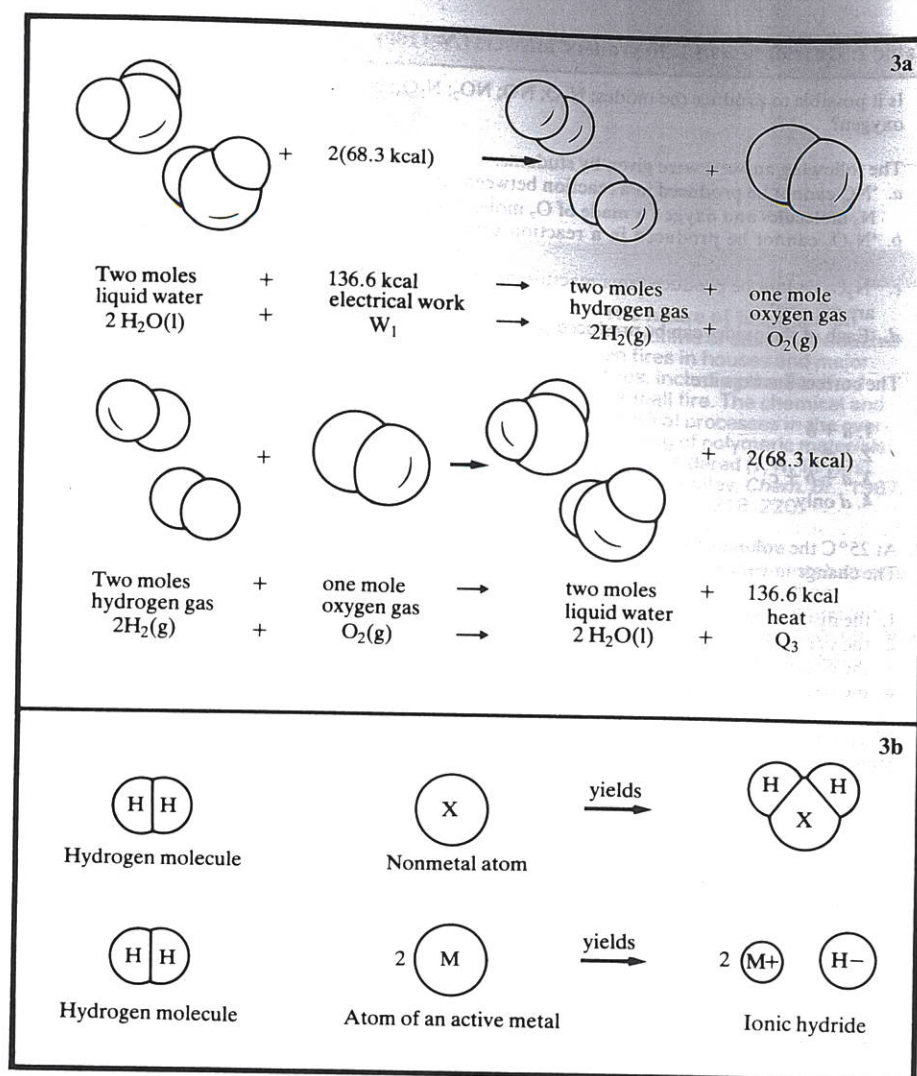 3a
+ 2(68.3 kcal) +
Two moles + 136.6 kcal → two moles + one mole
liquid water electrical work hydrogen gas oxygen gas
2 H₂O(l) + W₁ → 2H₂(g) + O₂(g)
+ + 2(68.3 kcal)
Two moles + one mole → two moles + 136.6 kcal
hydrogen gas oxygen gas liquid water heat
2H₂(g) + O₂(g) → 2 H₂O(l) + Q₃
3b
H H X yields H H
X
Hydrogen molecule Nonmetal atom
H H 2 M yields 2 M+ H−
Hydrogen molecule Atom of an active metal Ionic hydride